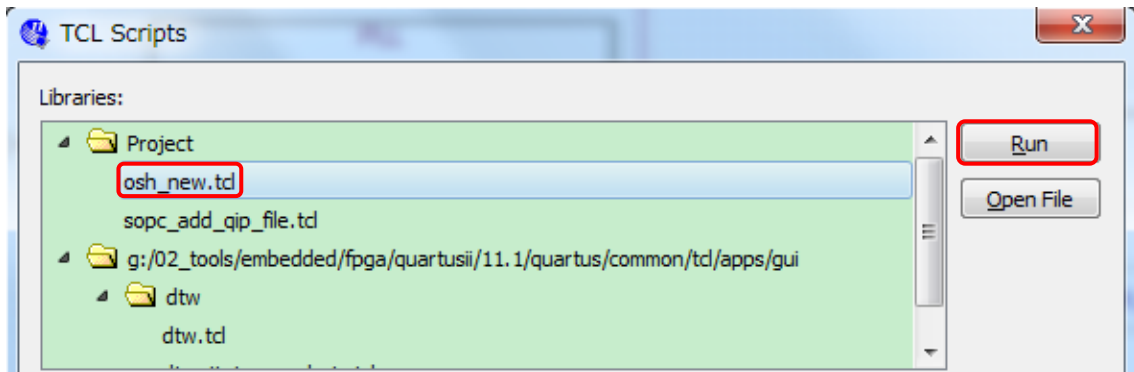 TCL Scripts
Libraries:
Project
Run
osh_new.tcl
Open File
sopc_add_qip_file.tcl
g:/02_tools/embedded/fpga/quartusii/11.1/quartus/common/tcl/apps/gui
dtw
dtw.tcl